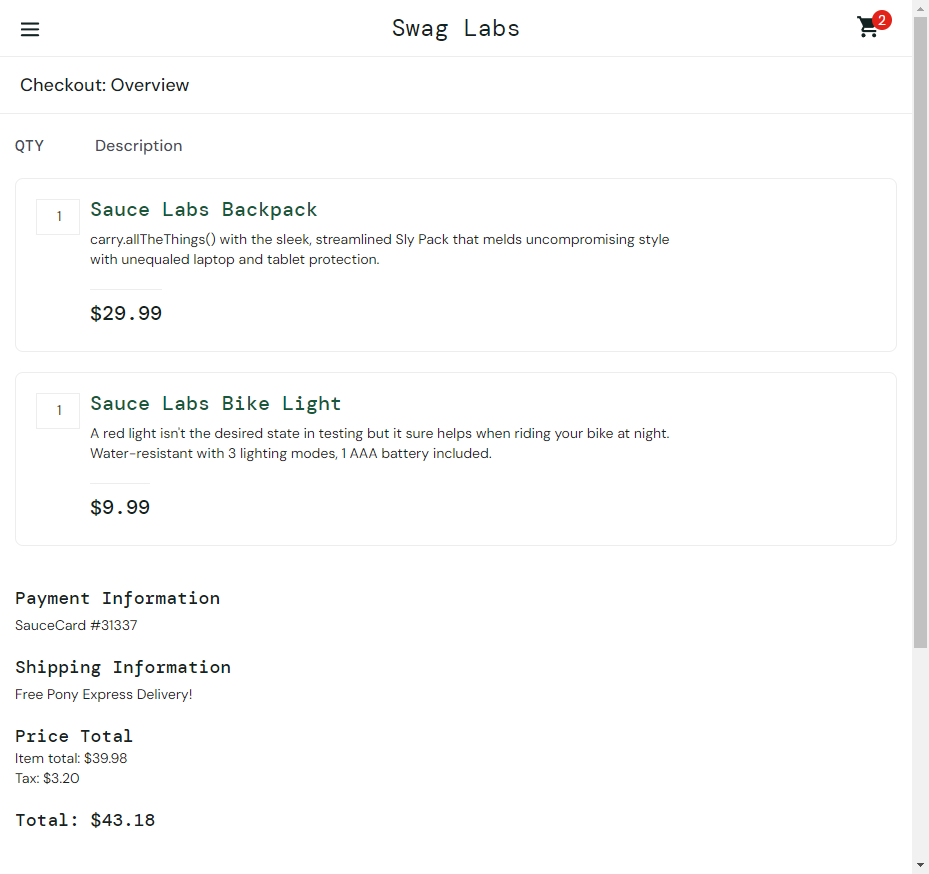 Swag Labs
2
Checkout: Overview
QTY Description
1
Sauce Labs Backpack
carry.allTheThings() with the sleek, streamlined Sly Pack that melds uncompromising style
with unequaled laptop and tablet protection.
$29.99
1
Sauce Labs Bike Light
A red light isn't the desired state in testing but it sure helps when riding your bike at night.
Water-resistant with 3 lighting modes, 1 AAA battery included.
$9.99
Payment Information
SauceCard #31337
Shipping Information
Free Pony Express Delivery!
Price Total
Item total: $39.98
Tax: $3.20
Total: $43.18